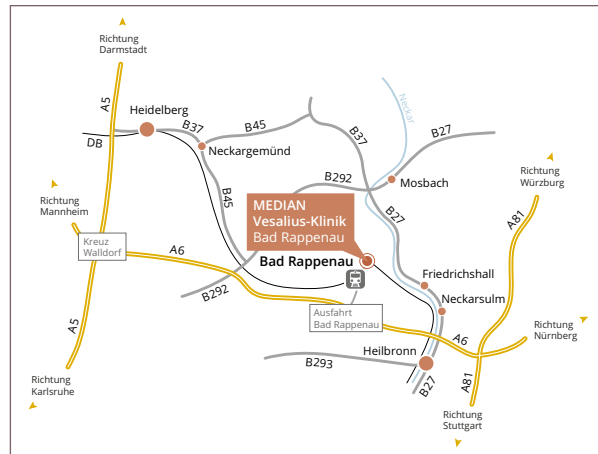 Richtung
Darmstadt
A5
Heidelberg
DB
B37
B45
Neckargemünd
B45
B37
Neckar
B27
B292
Mosbach
Richtung
Würzburg
A81
Richtung
Mannheim
Kreuz
Walldorf
A6
MEDIAN
Vesalius-Klinik
Bad Rappenau
B27
Bad Rappenau
B292
Friedrichshall
Neckarsulm
Ausfahrt
Bad Rappenau
A5
A6
Richtung
Nürnberg
Heilbronn
B293
B27
A81
Richtung
Karlsruhe
Richtung
Stuttgart